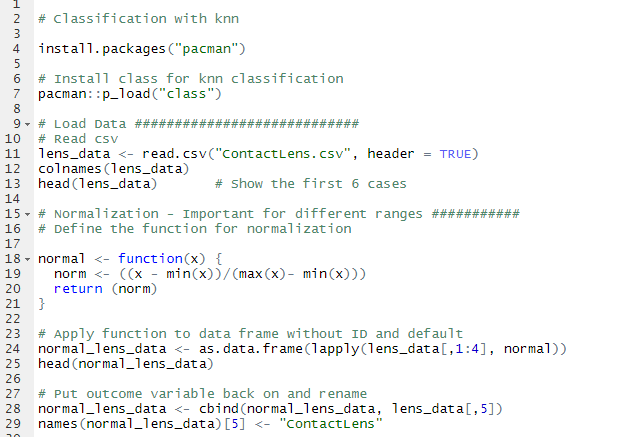 1
2 # Classification with knn
3
4 install.packages("pacman")
5
6 # Install class for knn classification
7 pacman::p_load("class")
8
9 # Load Data ############################
10 # Read csv
11 lens_data <- read.csv("ContactLens.csv", header = TRUE)
12 colnames(lens_data)
13 head(lens_data)       # Show the first 6 cases
14
15 # Normalization - Important for different ranges ###########
16 # Define the function for normalization
17
18 normal <- function(x) {
19   norm <- ((x - min(x))/(max(x)- min(x)))
20   return (norm)
21 }
22
23 # Apply function to data frame without ID and default
24 normal_lens_data <- as.data.frame(lapply(lens_data[,1:4], normal))
25 head(normal_lens_data)
26
27 # Put outcome variable back on and rename
28 normal_lens_data <- cbind(normal_lens_data, lens_data[,5])
29 names(normal_lens_data)[5] <- "ContactLens"